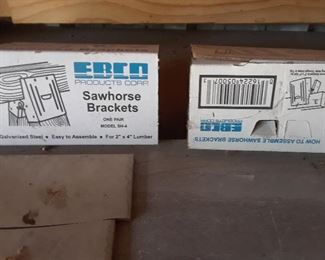 EBCO
PRODUCTS CORP.
Sawhorse
Brackets
ONE PAIR
MODEL SH-4
Galvanized Steel • Easy to Assemble • For 2" x 4" Lumber
EBCO
PRODUCTS CORP.
HOW TO ASSEMBLE SAWHORSE BRACKETS